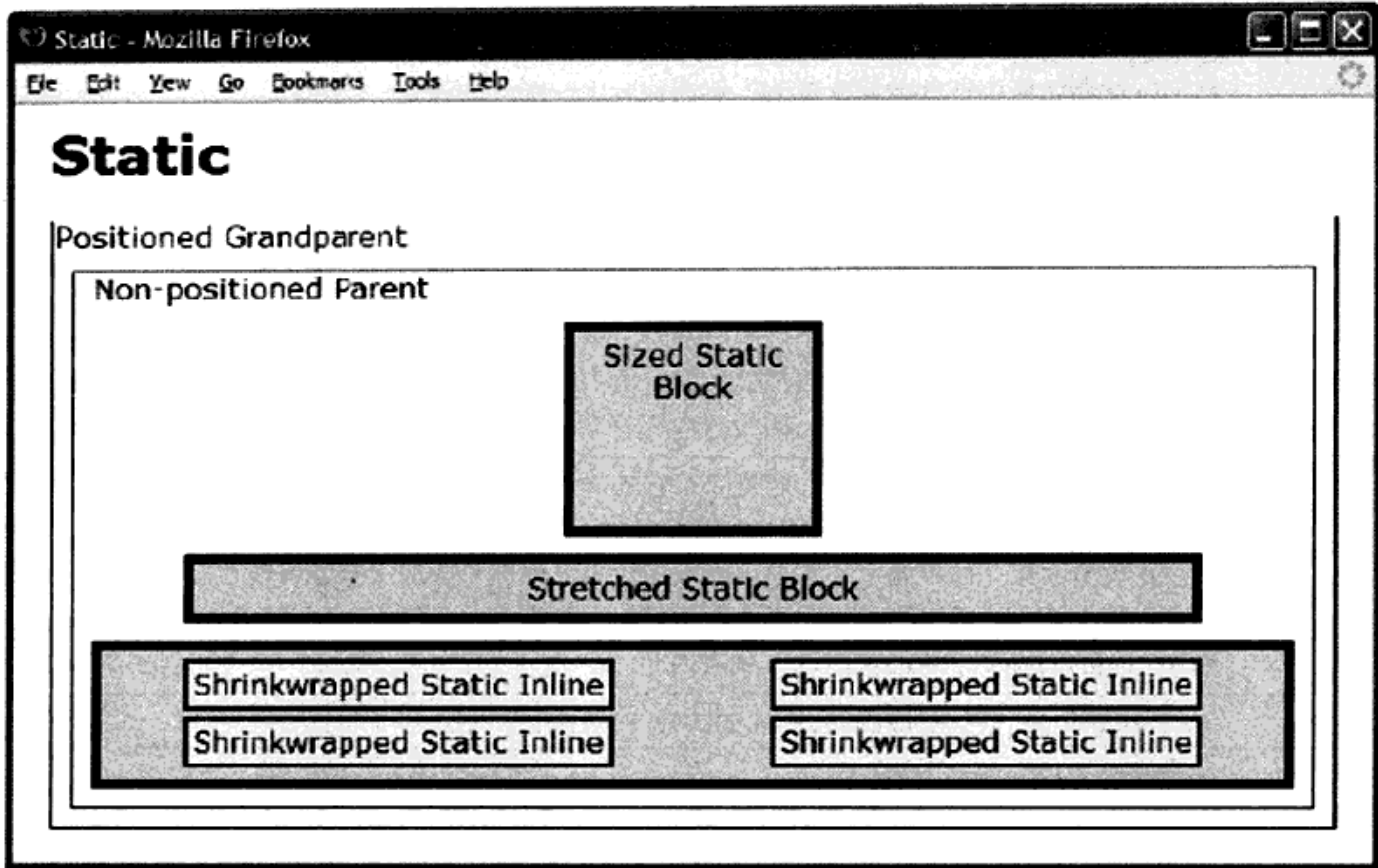 Static - Mozilla Firefox
File Edit View Go Bookmarks Tools Help
Static
Positioned Grandparent
Non-positioned Parent
Sized Static
Block
Stretched Static Block
Shrinkwrapped Static Inline Shrinkwrapped Static Inline
Shrinkwrapped Static Inline Shrinkwrapped Static Inline